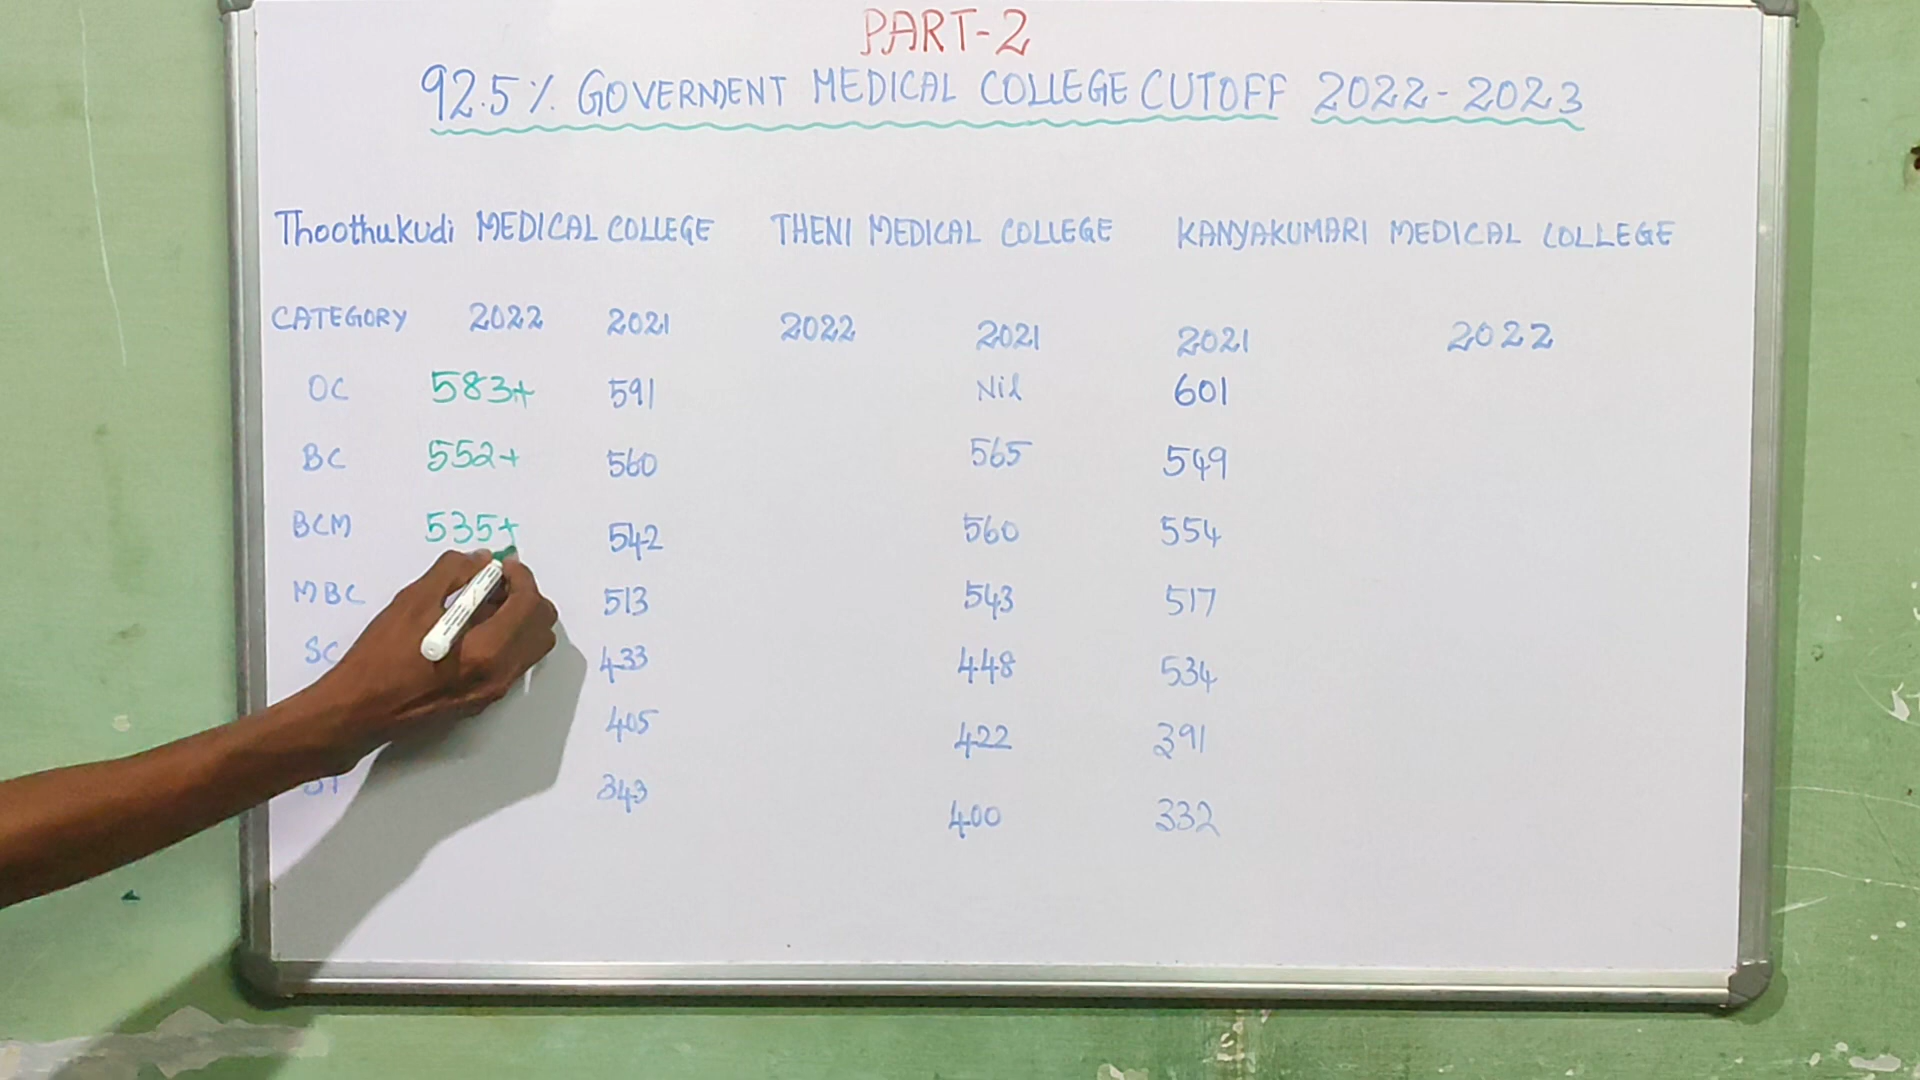 PART-2
92.5% GOVERNMENT MEDICAL COLLEGE CUTOFF 2022-2023
Thoothukudi MEDICAL COLLEGE THENI MEDICAL COLLEGE KANYAKUMARI MEDICAL COLLEGE
CATEGORY 2022 2021 2022 2021 2021 2022
OC 583+ 591 Nil 601
BC 552+ 560 565 549
BCM 535+ 542 560 554
MBC 513 543 517
SC 433 448 534
405 422 391
ST 343 400 332